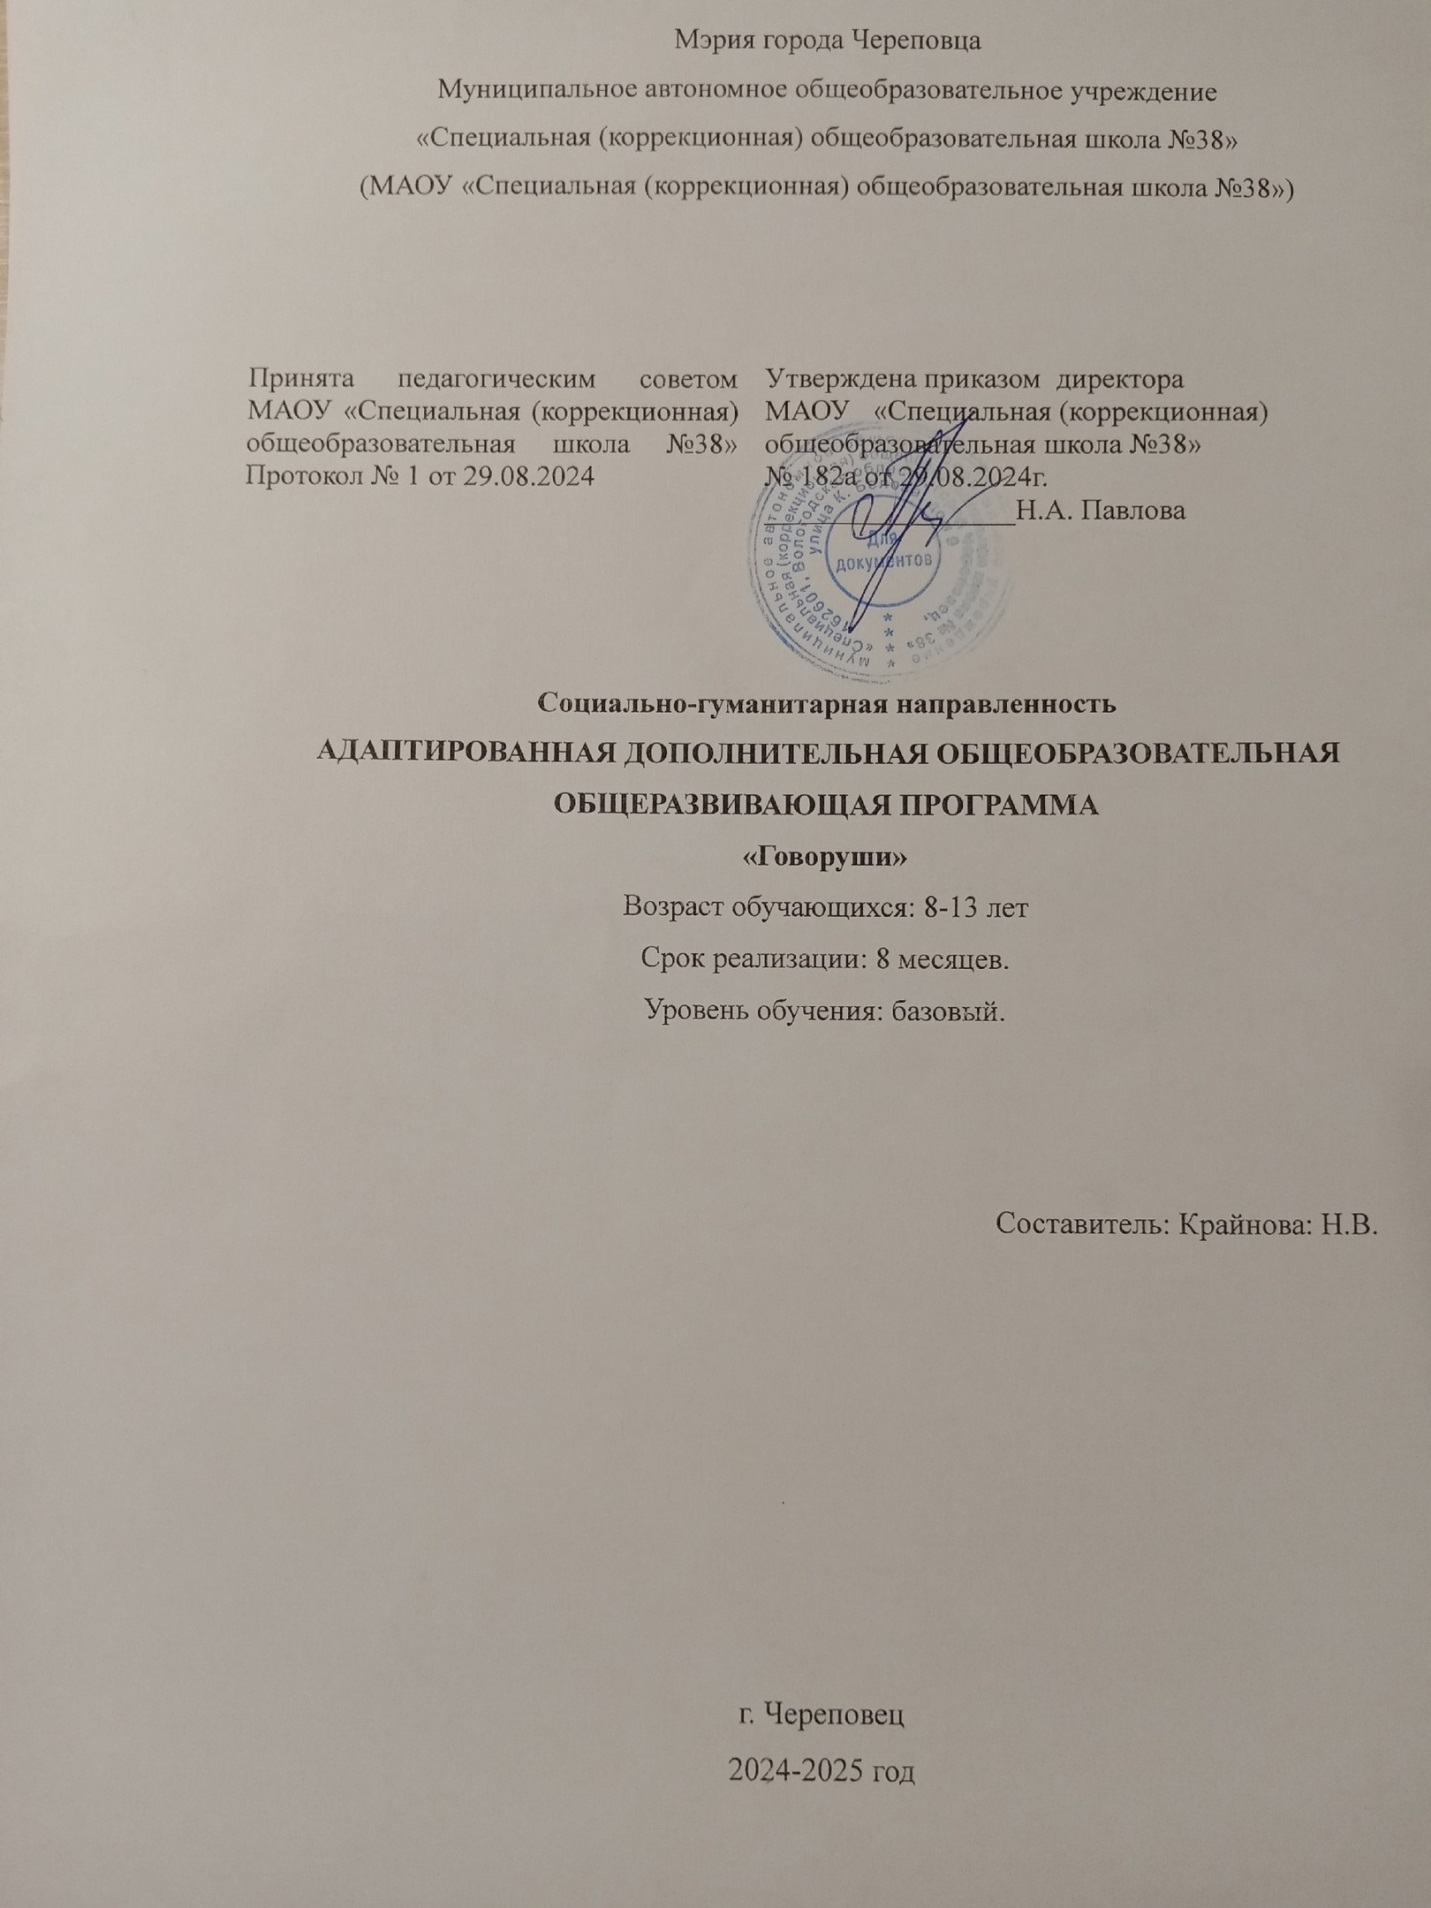 Мэрия города Череповца
Муниципальное автономное общеобразовательное учреждение
«Специальная (коррекционная) общеобразовательная школа №38»
(МАОУ «Специальная (коррекционная) общеобразовательная школа №38»)
Принята педагогическим советом
МАОУ «Специальная (коррекционная)
общеобразовательная школа №38»
Протокол № 1 от 29.08.2024
Утверждена приказом директора
МАОУ «Специальная (коррекционная)
общеобразовательная школа №38»
№ 182а от 29.08.2024г.
Н.А. Павлова
Для
документов
Социально-гуманитарная направленность
АДАПТИРОВАННАЯ ДОПОЛНИТЕЛЬНАЯ ОБЩЕОБРАЗОВАТЕЛЬНАЯ
ОБЩЕРАЗВИВАЮЩАЯ ПРОГРАММА
«Говоруши»
Возраст обучающихся: 8-13 лет
Срок реализации: 8 месяцев.
Уровень обучения: базовый.
Составитель: Крайнова: Н.В.
г. Череповец
2024-2025 год